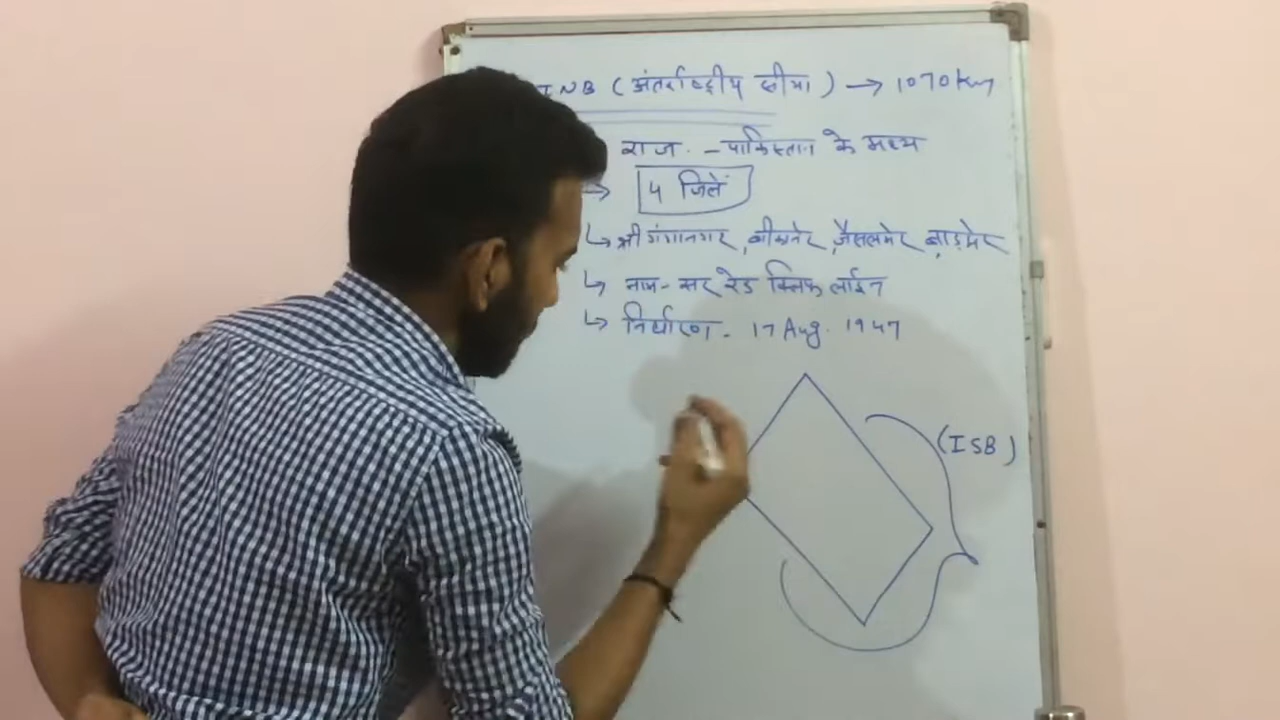 INB (अंतर्राष्ट्रीय सीमा) → 1070 km
राज. - पाकिस्तान के मध्य
→ 4 जिलें
↳ श्री गंगानगर, बीकानेर, जैसलमेर, बाड़मेर
↳ नाम - सर रेड क्लिफ लाईन
↳ निर्धारण - 17 Aug. 1947
(ISB)